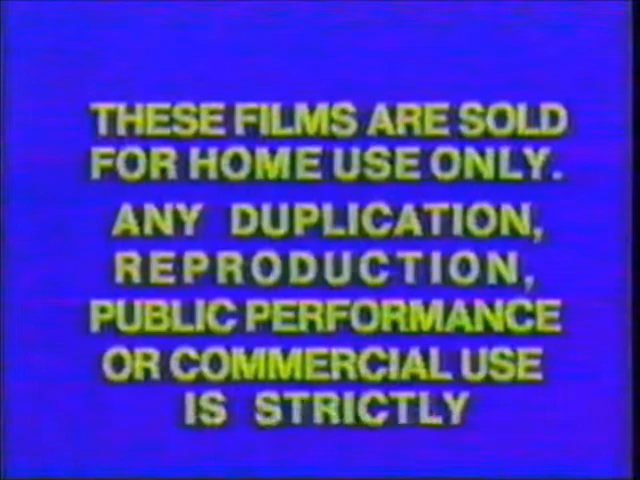 THESE FILMS ARE SOLD
FOR HOME USE ONLY.
ANY DUPLICATION,
REPRODUCTION,
PUBLIC PERFORMANCE
OR COMMERCIAL USE
IS STRICTLY